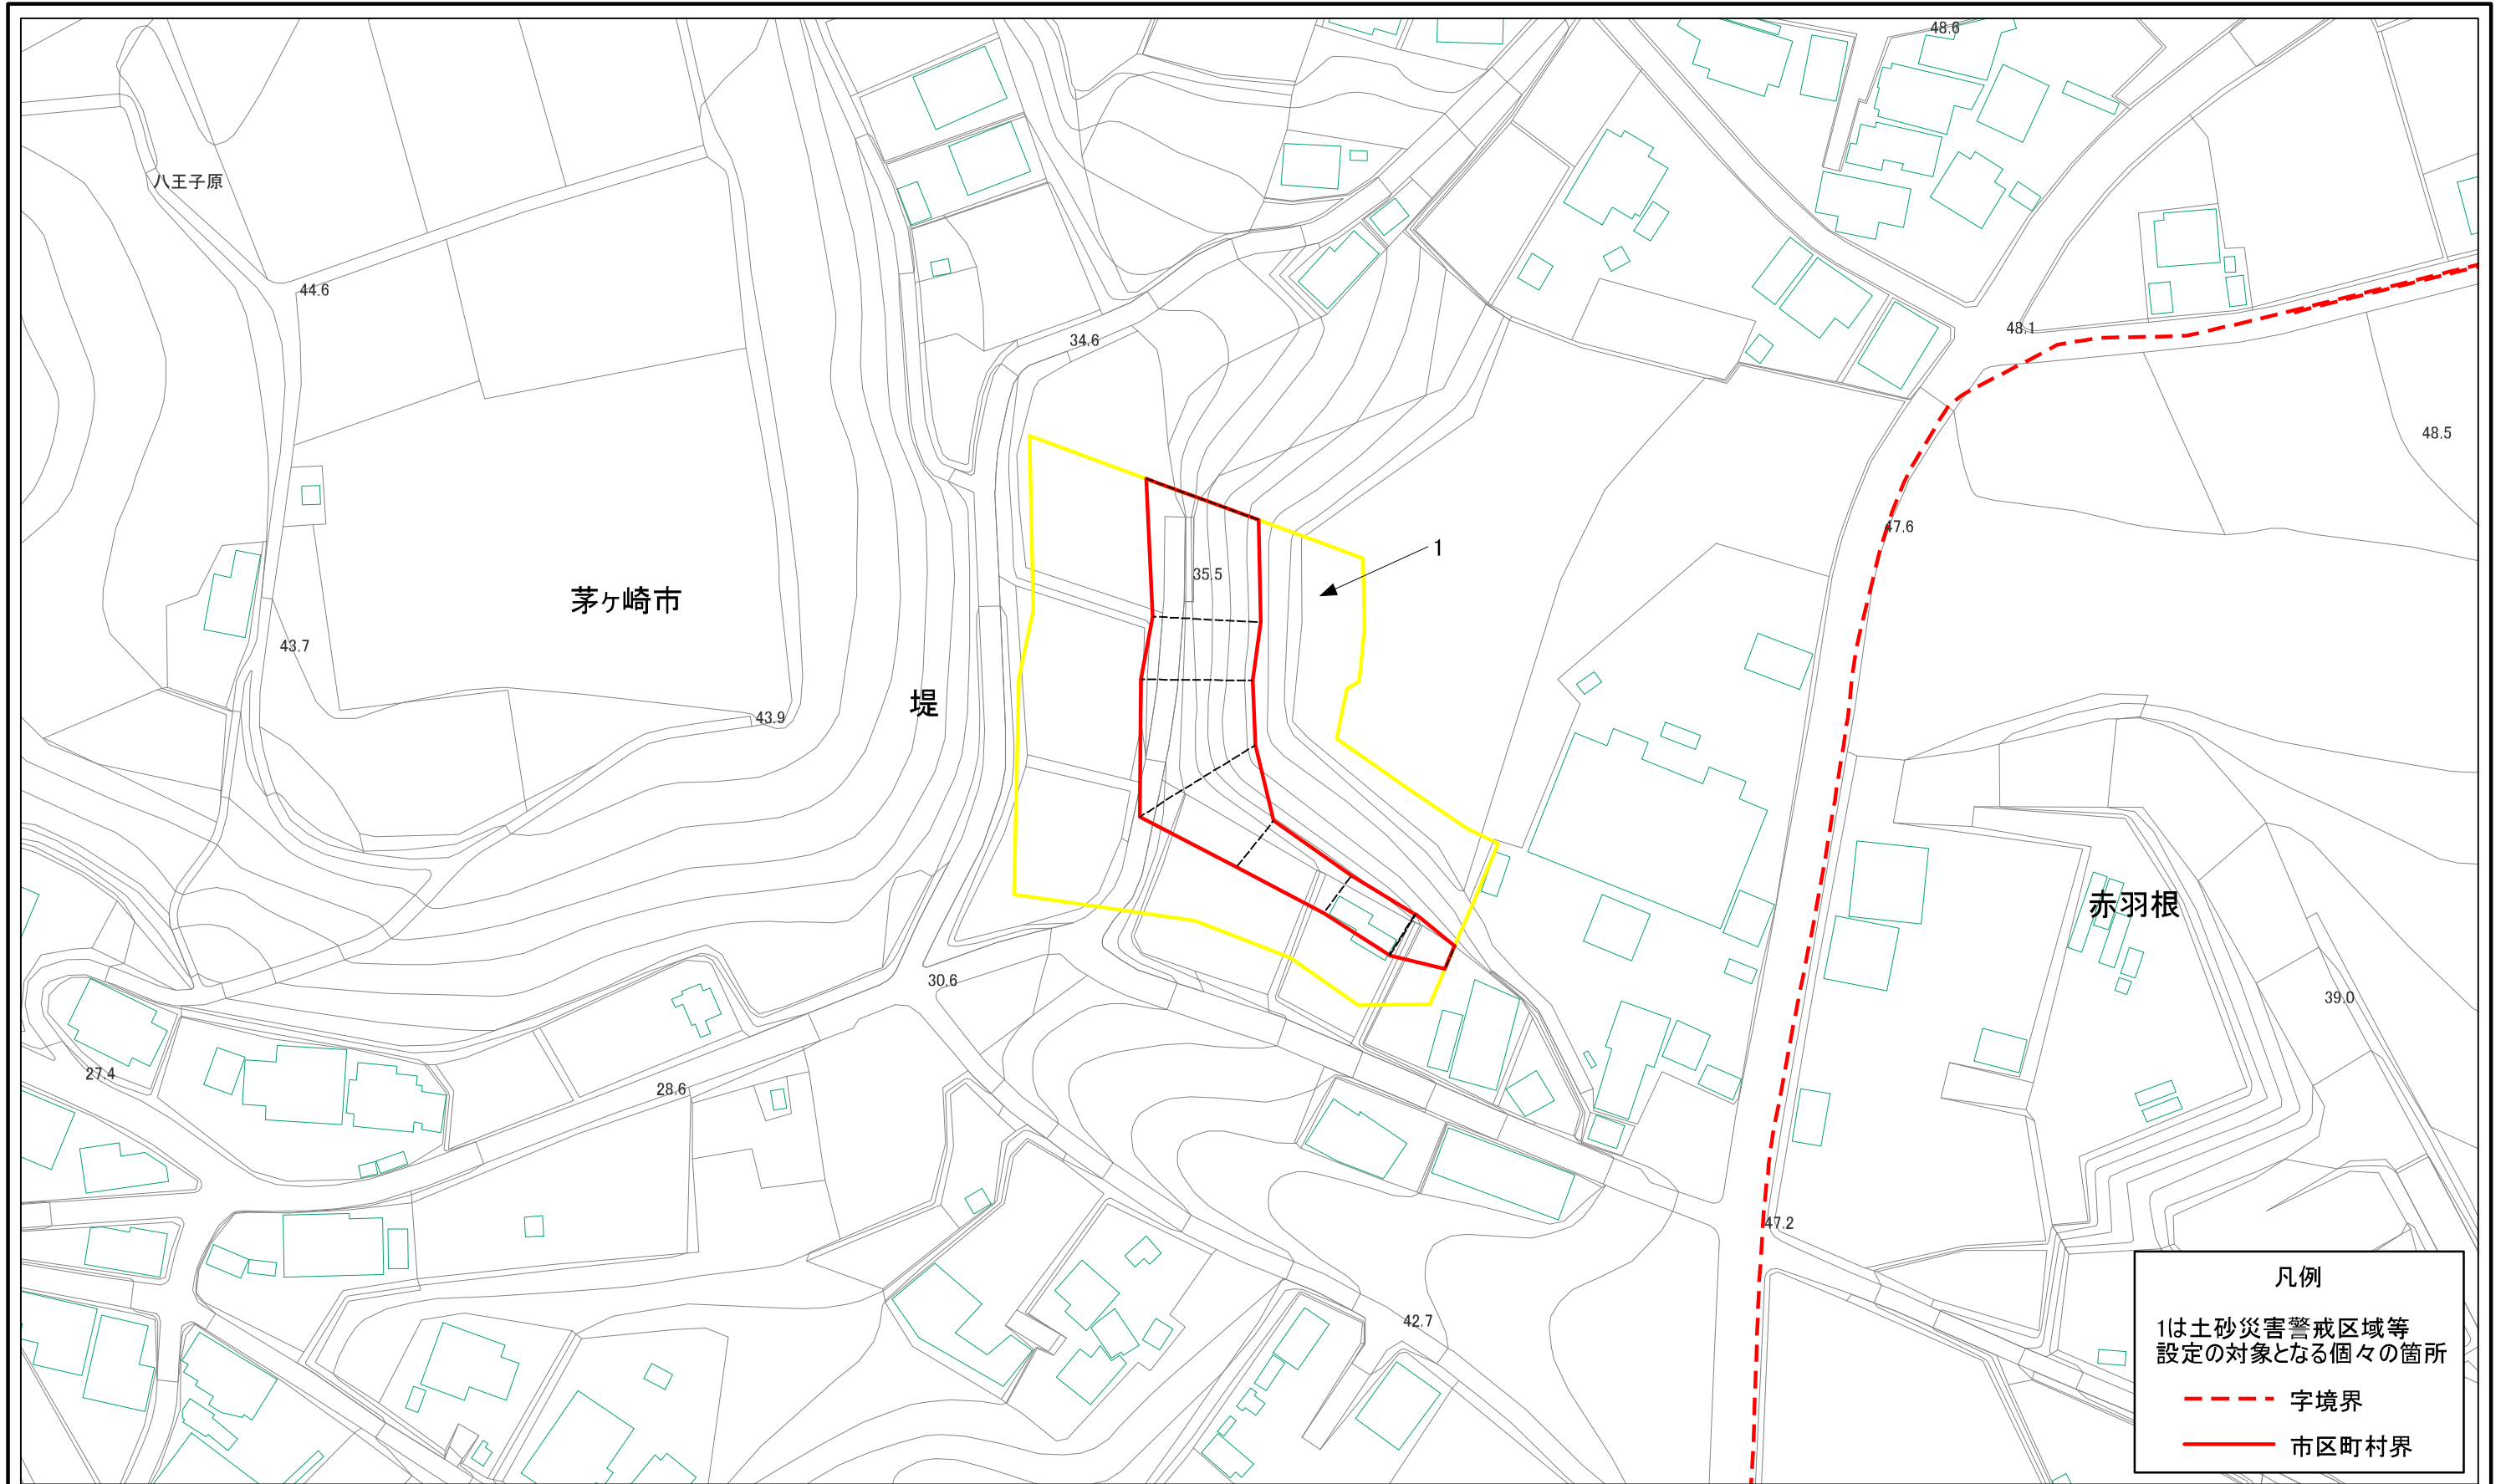 48.6
八王子原
44.6
48.1
34.6
48.5
47.6
1
35.5
茅ヶ崎市
43.7
堤
43.9
赤羽根
30.6
39.0
27.4
28.6
47.2
42.7
凡例
1は土砂災害警戒区域等
設定の対象となる個々の箇所
字境界
市区町村界